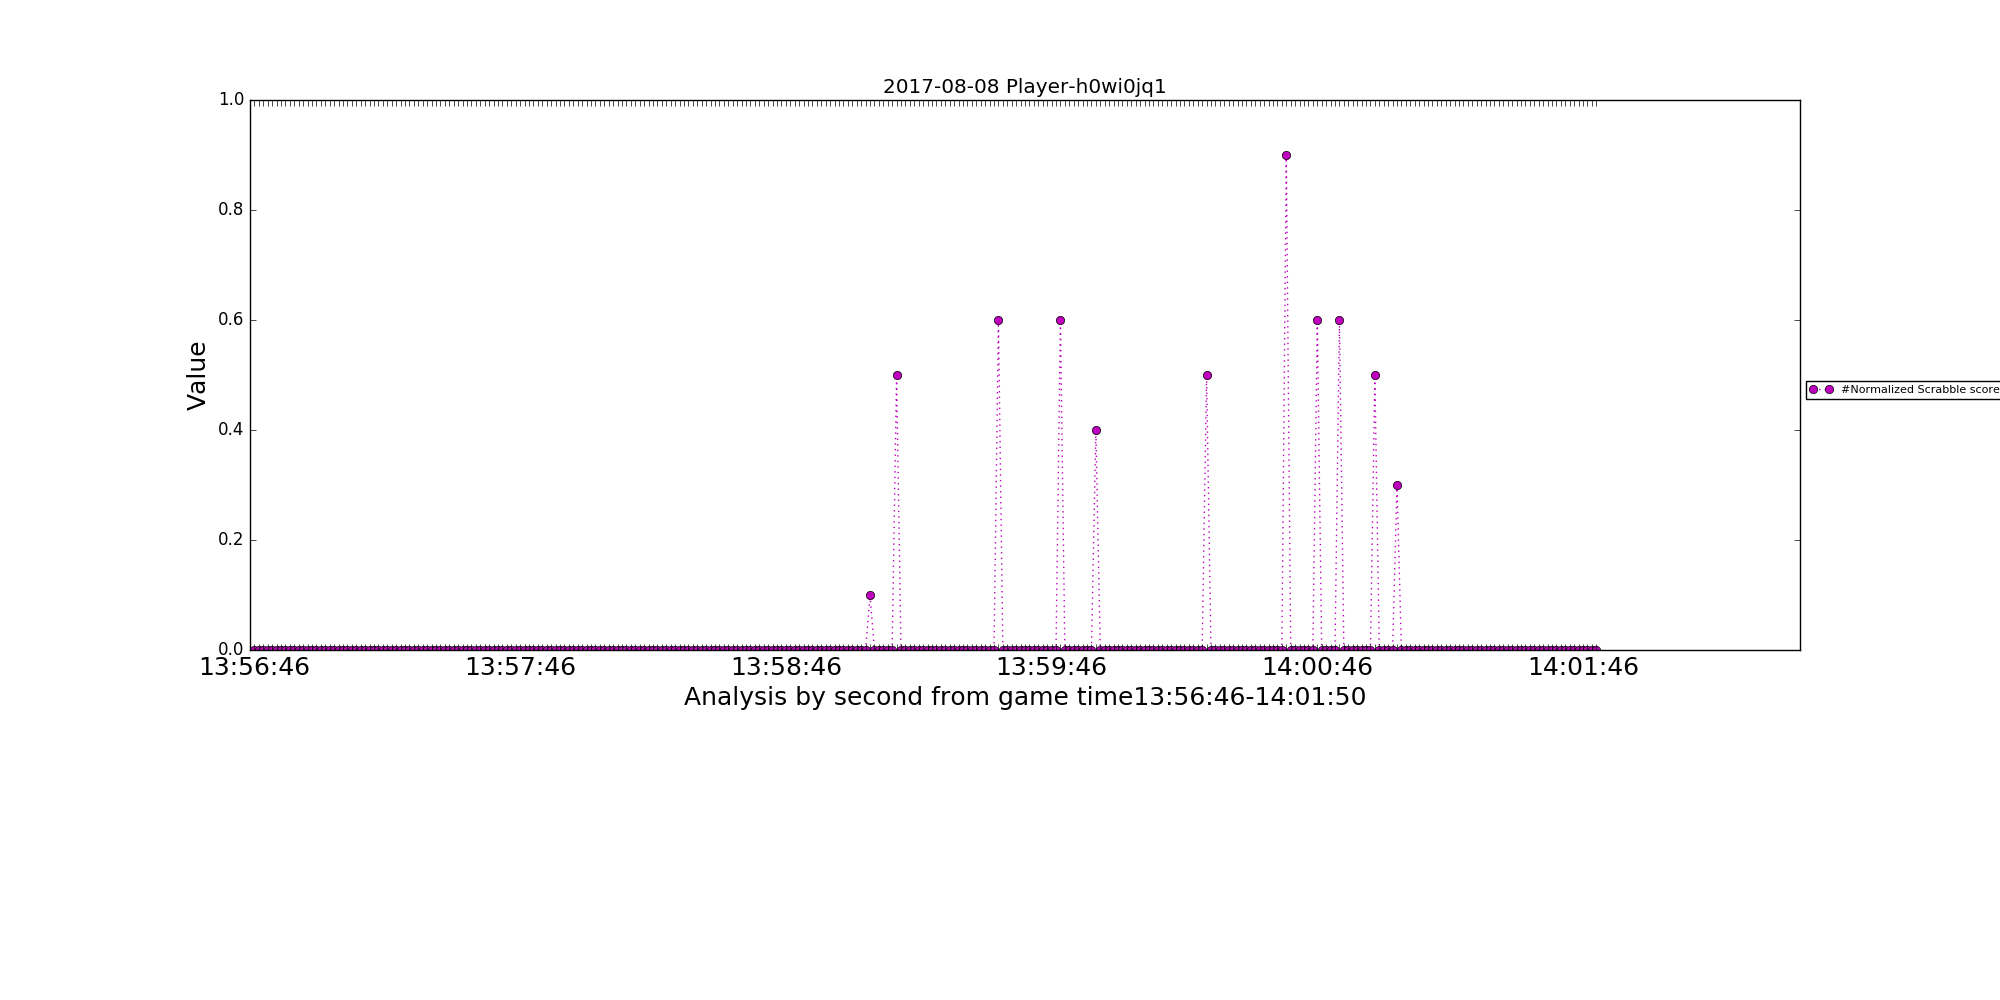 2017-08-08 Player-h0wi0jq1
1.0
0.8
0.6
0.4
0.2
0.0
Value
13:56:46 13:57:46 13:58:46 13:59:46 14:00:46 14:01:46
Analysis by second from game time13:56:46-14:01:50
#Normalized Scrabble score